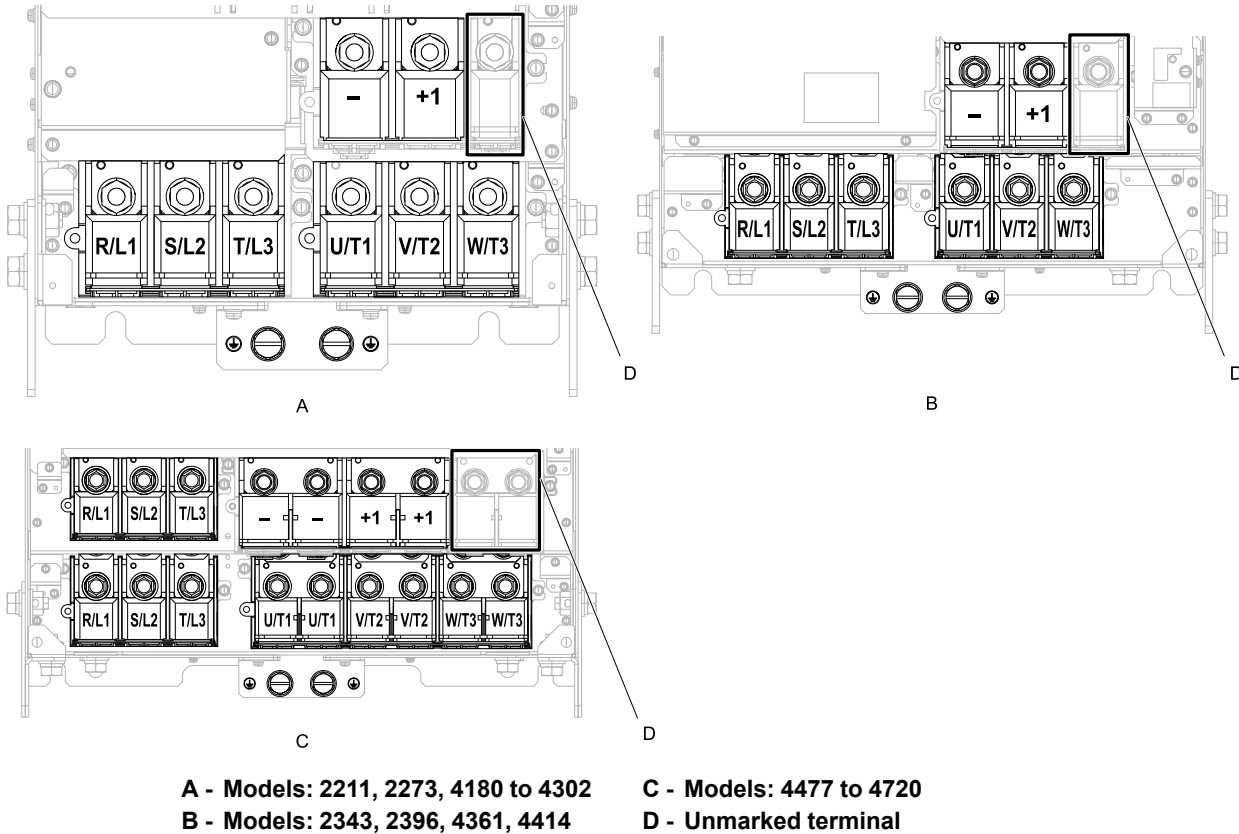 - +1
R/L1 S/L2 T/L3 U/T1 V/T2 W/T3
D
A
- +1
R/L1 S/L2 T/L3 U/T1 V/T2 W/T3
D
B
R/L1 S/L2 T/L3 - - +1 +1
R/L1 S/L2 T/L3 U/T1 U/T1 V/T2 V/T2 W/T3 W/T3
D
C
A - Models: 2211, 2273, 4180 to 4302
B - Models: 2343, 2396, 4361, 4414
C - Models: 4477 to 4720
D - Unmarked terminal